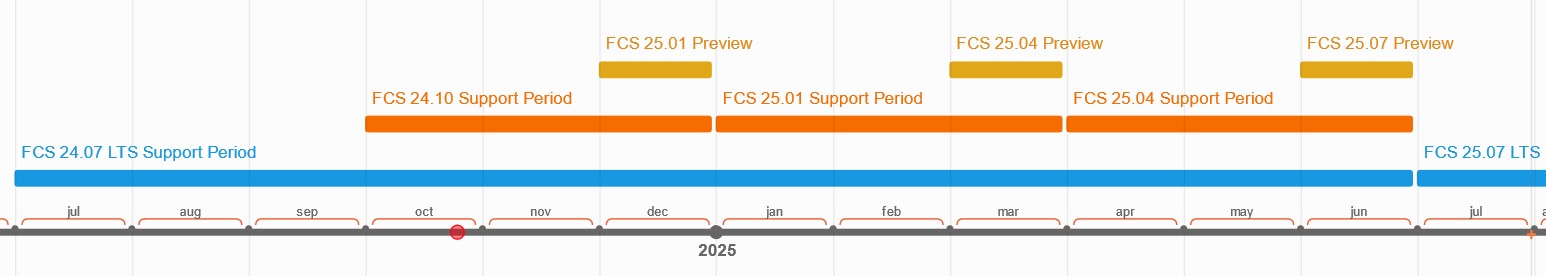 FCS 25.01 Preview
FCS 25.04 Preview
FCS 25.07 Preview
FCS 24.10 Support Period
FCS 25.01 Support Period
FCS 25.04 Support Period
FCS 24.07 LTS Support Period
FCS 25.07 LTS
jul
aug
sep
oct
nov
dec
jan
feb
mar
apr
may
jun
jul
2025